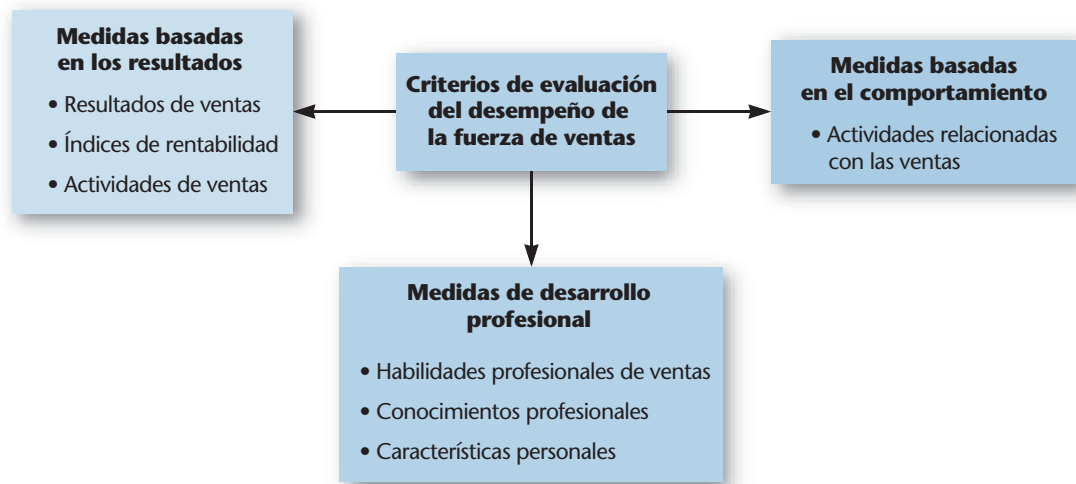 Medidas basadas
en los resultados
• Resultados de ventas
• Índices de rentabilidad
• Actividades de ventas
Criterios de evaluación
del desempeño de
la fuerza de ventas
Medidas basadas
en el comportamiento
• Actividades relacionadas
con las ventas
Medidas de desarrollo
profesional
• Habilidades profesionales de ventas
• Conocimientos profesionales
• Características personales